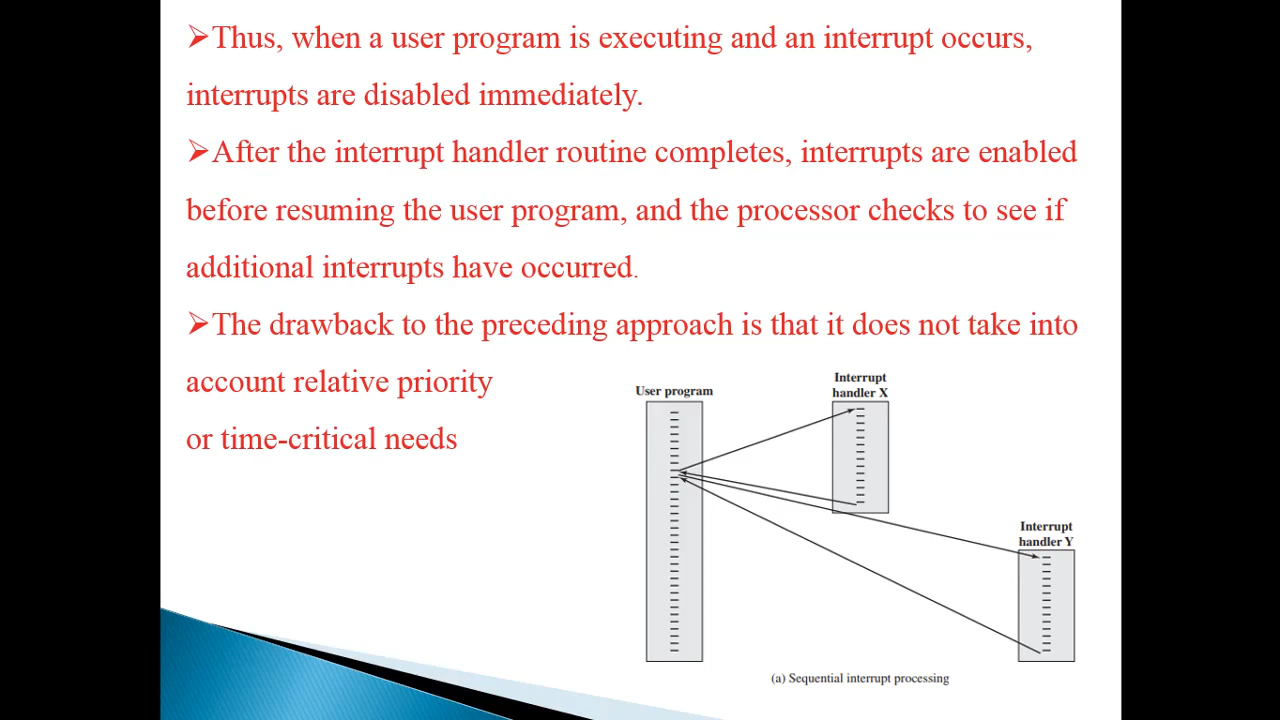 ➢Thus, when a user program is executing and an interrupt occurs,
interrupts are disabled immediately.
➢After the interrupt handler routine completes, interrupts are enabled
before resuming the user program, and the processor checks to see if
additional interrupts have occurred.
➢The drawback to the preceding approach is that it does not take into
account relative priority
or time-critical needs
User program
Interrupt
handler X
Interrupt
handler Y
(a) Sequential interrupt processing